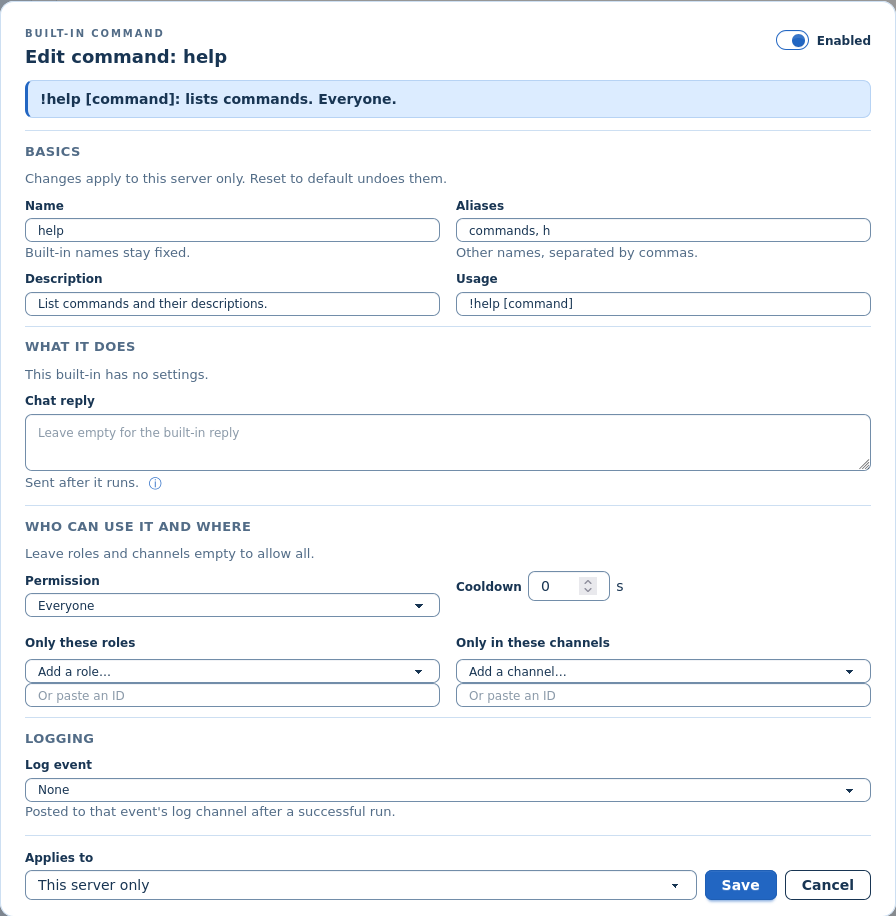 BUILT-IN COMMAND
Edit command: help
Enabled
!help [command]: lists commands. Everyone.
BASICS
Changes apply to this server only. Reset to default undoes them.
Name
Aliases
help
commands, h
Built-in names stay fixed.
Other names, separated by commas.
Description
Usage
List commands and their descriptions.
!help [command]
WHAT IT DOES
This built-in has no settings.
Chat reply
Leave empty for the built-in reply
Sent after it runs. ⓘ
WHO CAN USE IT AND WHERE
Leave roles and channels empty to allow all.
Permission
Everyone
Cooldown 0 s
Only these roles
Only in these channels
Add a role...
Add a channel...
Or paste an ID
Or paste an ID
LOGGING
Log event
None
Posted to that event's log channel after a successful run.
Applies to
This server only
Save
Cancel